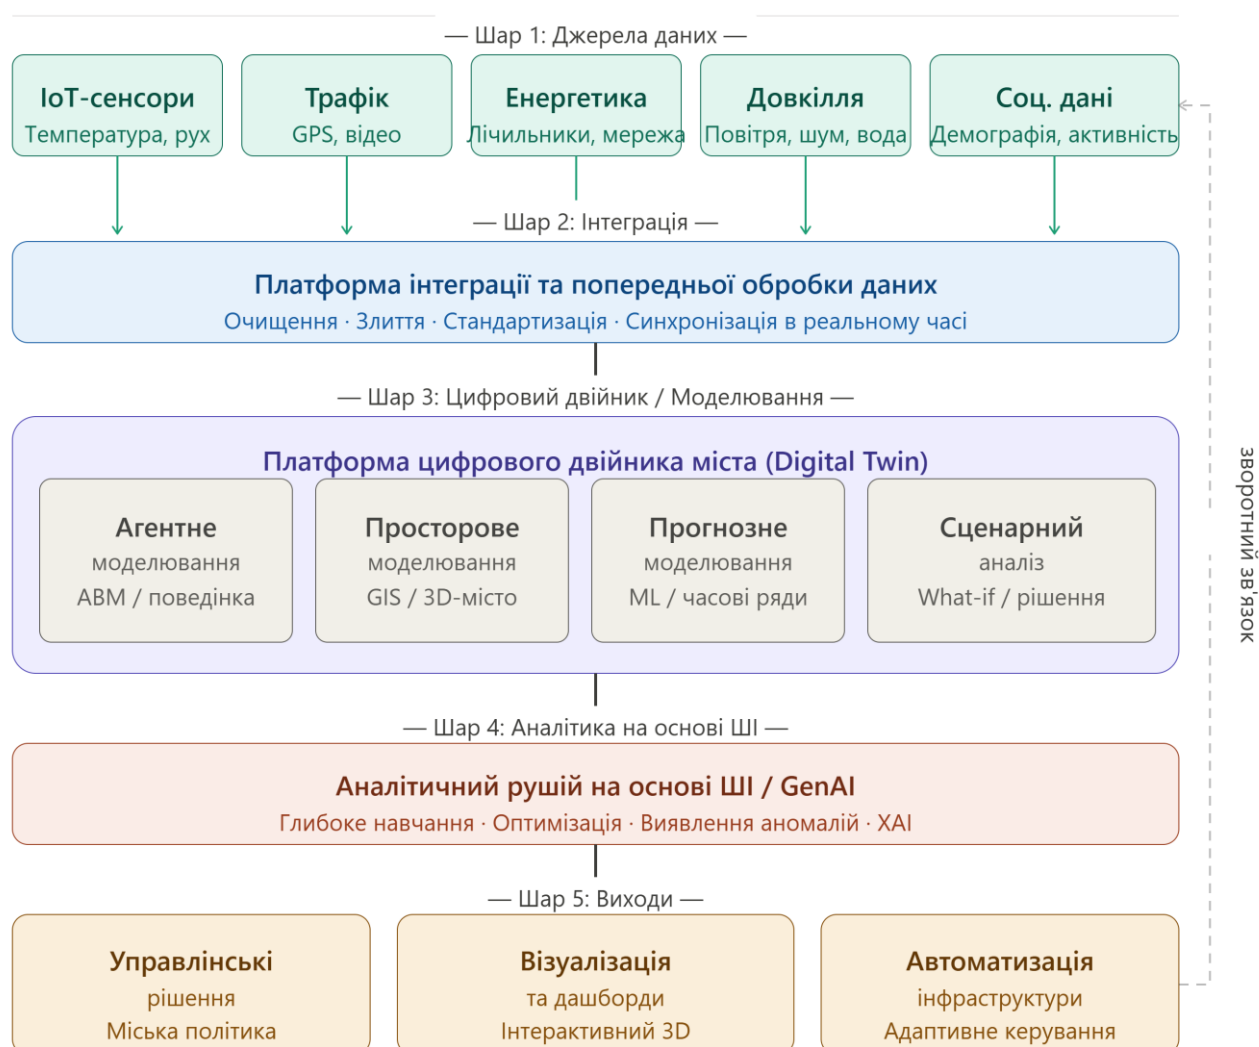 — Шар 1: Джерела даних —
IoT-сенсори
Температура, рух
Трафік
GPS, відео
Енергетика
Лічильники, мережа
Довкілля
Повітря, шум, вода
Соц. дані
Демографія, активність
— Шар 2: Інтеграція —
Платформа інтеграції та попередньої обробки даних
Очищення · Злиття · Стандартизація · Синхронізація в реальному часі
— Шар 3: Цифровий двійник / Моделювання —
Платформа цифрового двійника міста (Digital Twin)
Агентне
моделювання
ABM / поведінка
Просторове
моделювання
GIS / 3D-місто
Прогнозне
моделювання
ML / часові ряди
Сценарний
аналіз
What-if / рішення
зворотний зв'язок
— Шар 4: Аналітика на основі ШІ —
Аналітичний рушій на основі ШІ / GenAI
Глибоке навчання · Оптимізація · Виявлення аномалій · XAI
— Шар 5: Виходи —
Управлінські
рішення
Міська політика
Візуалізація
та дашборди
Інтерактивний 3D
Автоматизація
інфраструктури
Адаптивне керування